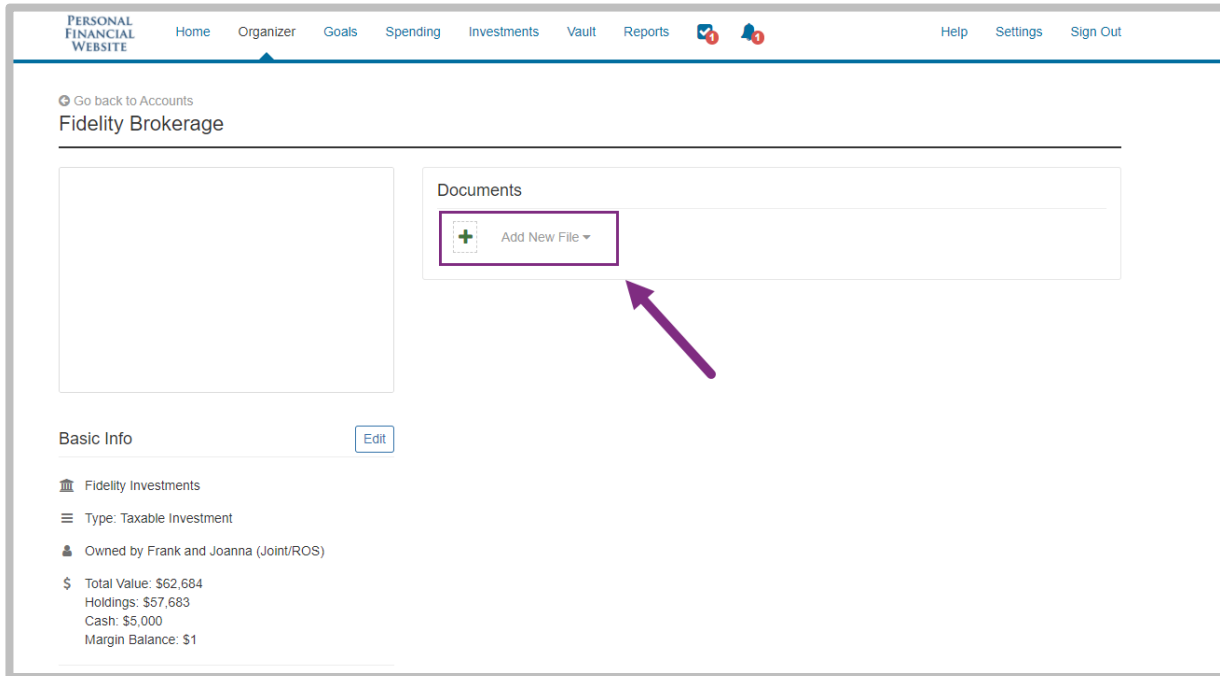 PERSONAL
FINANCIAL
WEBSITE
Home Organizer Goals Spending Investments Vault Reports 1 1 Help Settings Sign Out
Go back to Accounts
Fidelity Brokerage
Documents
Add New File
Basic Info Edit
Fidelity Investments
Type: Taxable Investment
Owned by Frank and Joanna (Joint/ROS)
$ Total Value: $62,684
Holdings: $57,683
Cash: $5,000
Margin Balance: $1